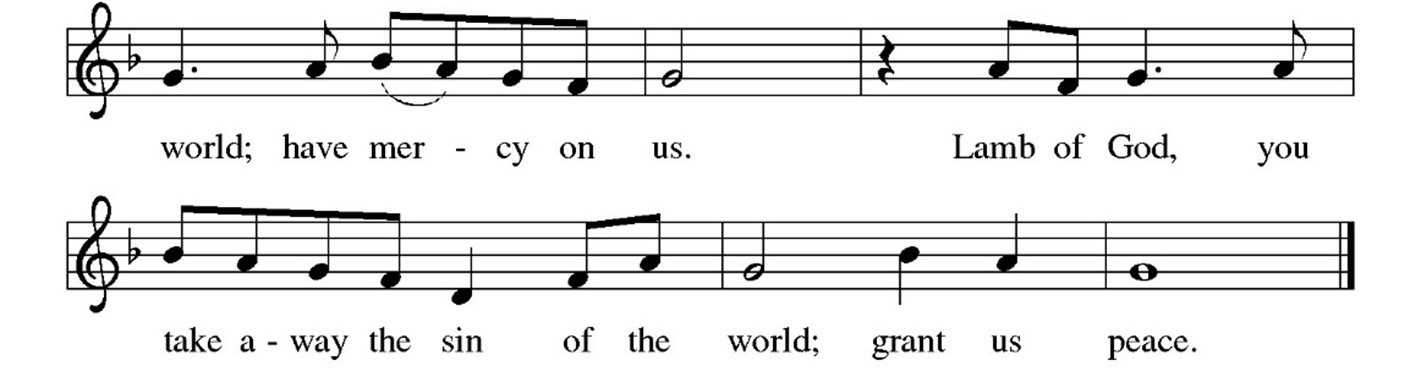 world; have mer - cy on us. Lamb of God, you
take a - way the sin of the world; grant us peace.